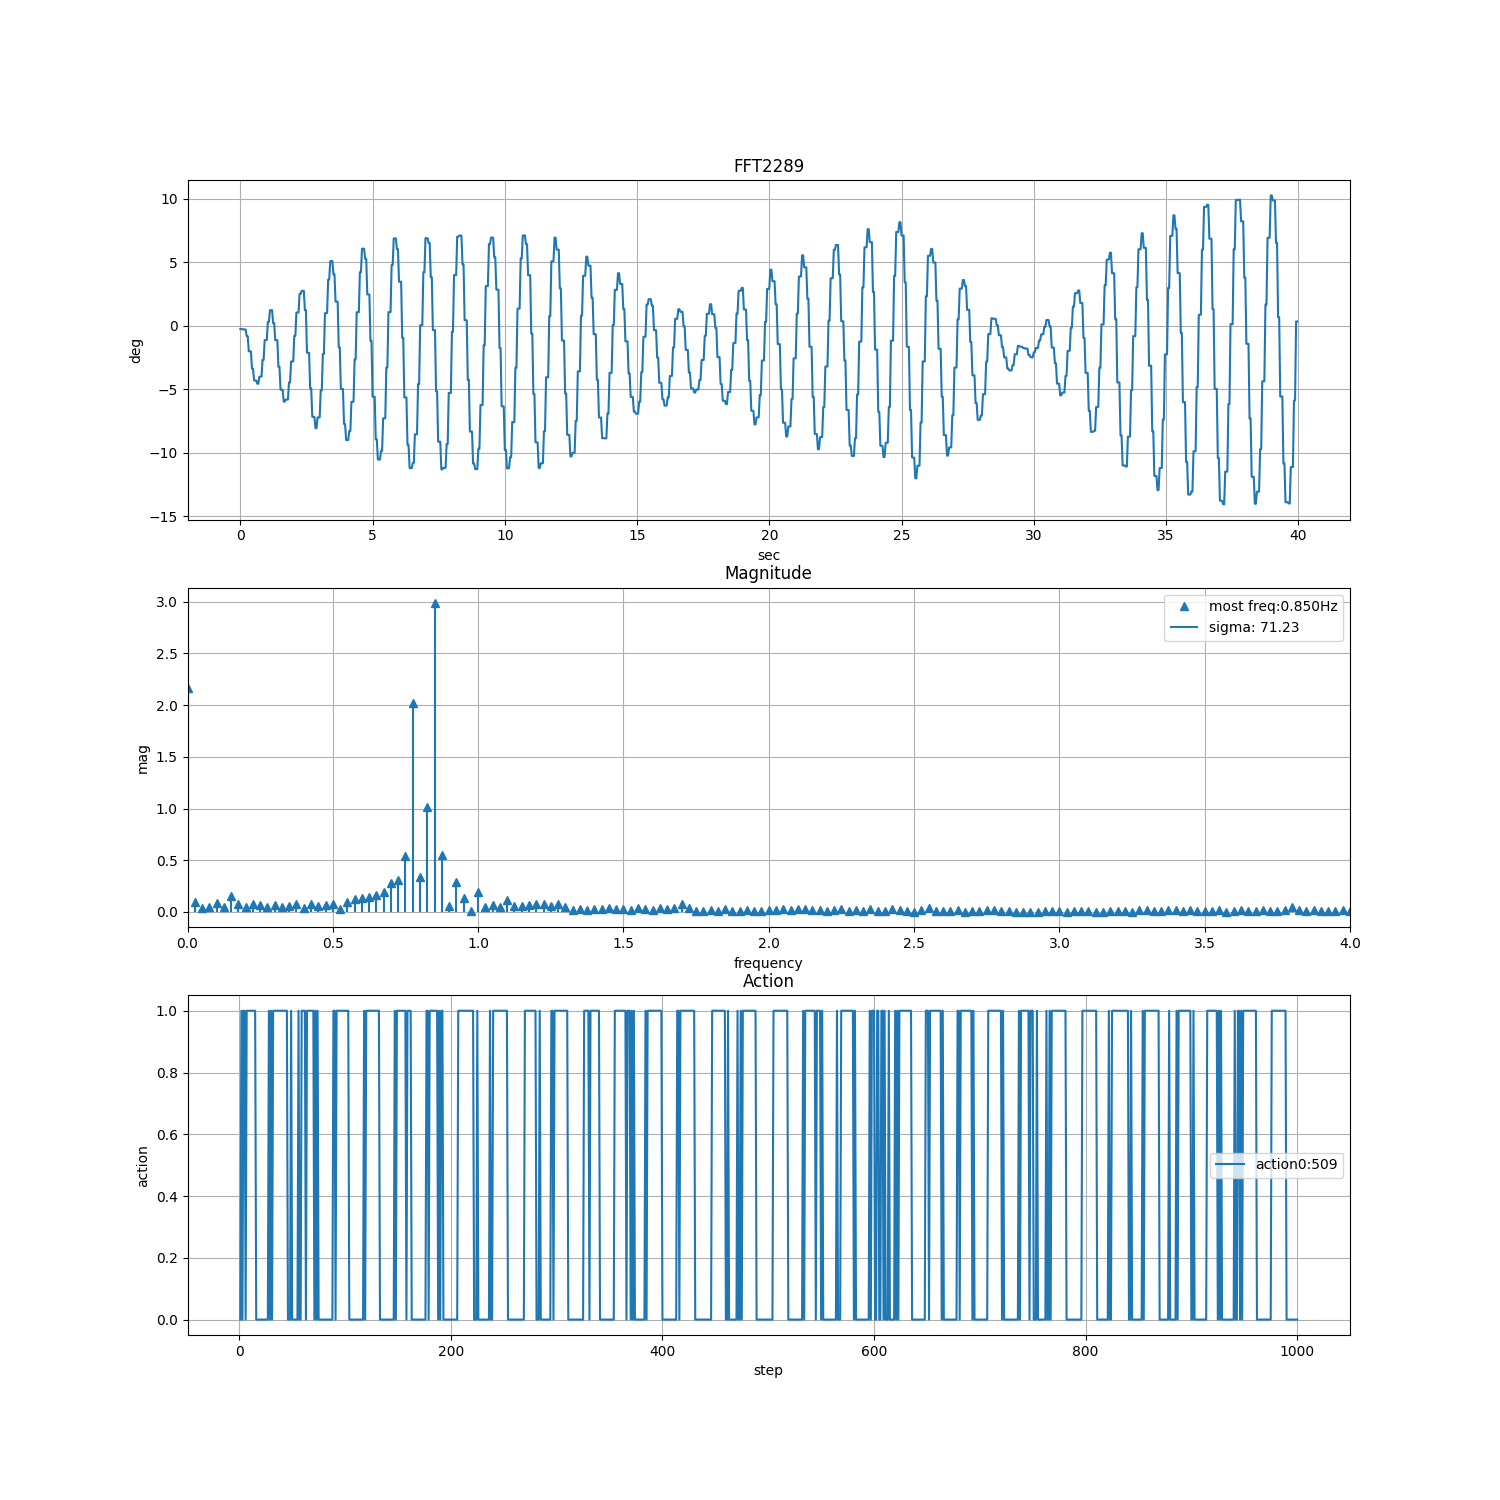 FFT2289
10
5
0
−5
−10
−15
deg
0 5 10 15 20 25 30 35 40
sec
Magnitude
3.0
2.5
2.0
1.5
1.0
0.5
0.0
mag
most freq:0.850Hz
sigma: 71.23
0.0 0.5 1.0 1.5 2.0 2.5 3.0 3.5 4.0
frequency
Action
1.0
0.8
0.6
0.4
0.2
0.0
action
action0:509
0 200 400 600 800 1000
step